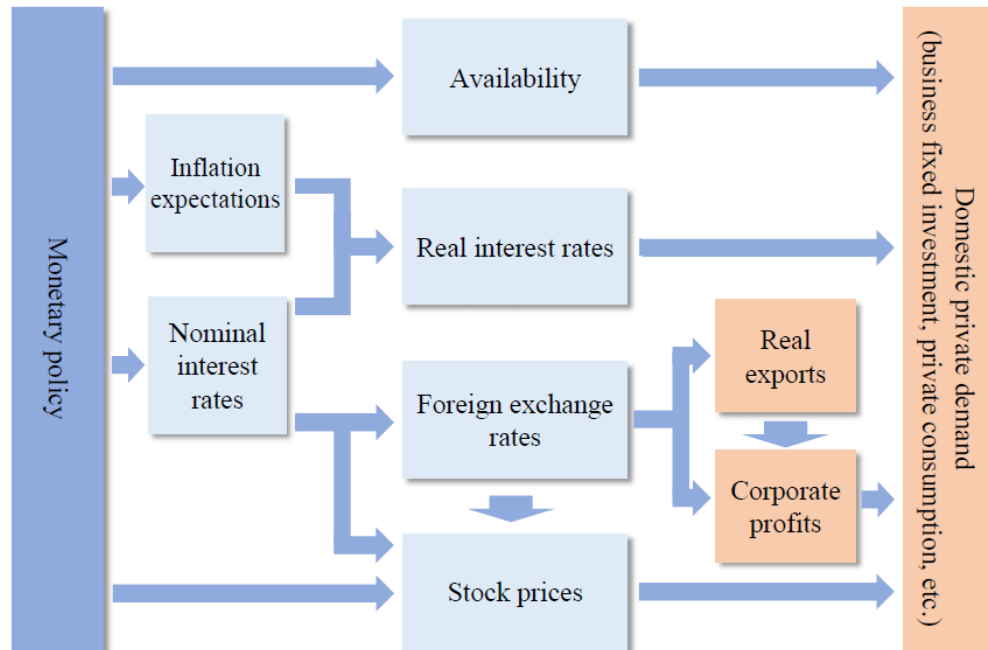 Monetary policy
Availability
Inflation
expectations
Real interest rates
Nominal
interest
rates
Foreign exchange
rates
Stock prices
Real
exports
Corporate
profits
Domestic private demand
(business fixed investment, private consumption, etc.)